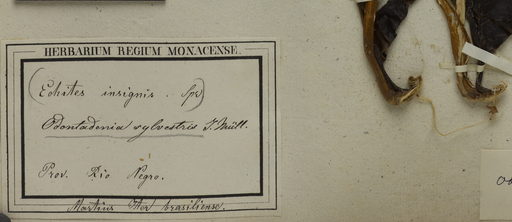 HERBARIUM REGIUM MONACENSE.
(Echites insignis. Spr)
Odontadenia sylvestris J. Müll.
Prov. Rio Negro.
Martius Iter brasiliense.